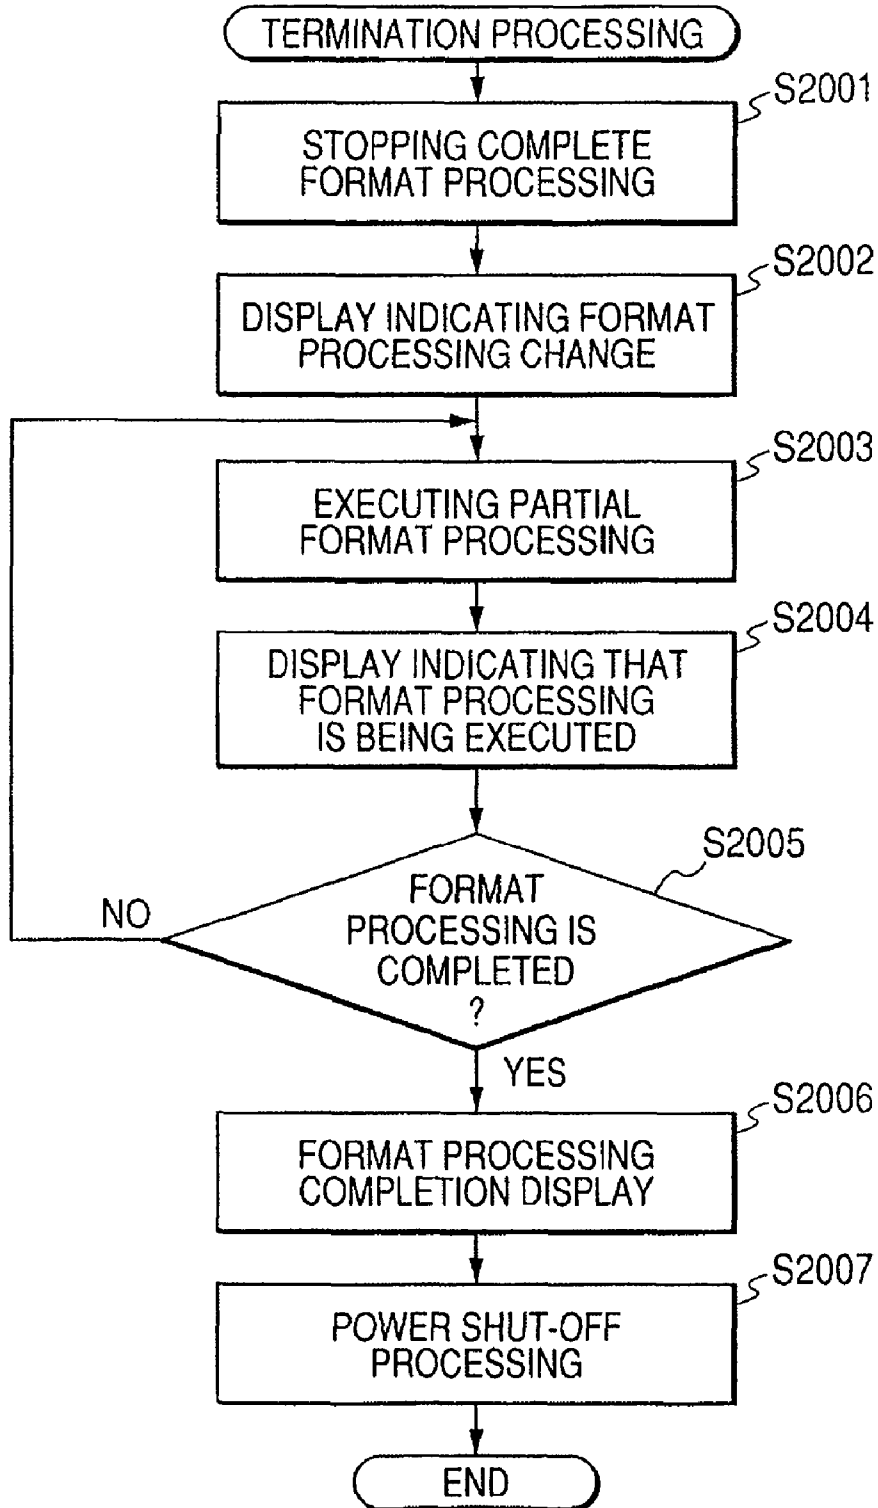 TERMINATION PROCESSING
S2001
STOPPING COMPLETE
FORMAT PROCESSING
S2002
DISPLAY INDICATING FORMAT
PROCESSING CHANGE
S2003
EXECUTING PARTIAL
FORMAT PROCESSING
S2004
DISPLAY INDICATING THAT
FORMAT PROCESSING
IS BEING EXECUTED
S2005
FORMAT
PROCESSING IS
COMPLETED
?
NO
YES
S2006
FORMAT PROCESSING
COMPLETION DISPLAY
S2007
POWER SHUT-OFF
PROCESSING
END